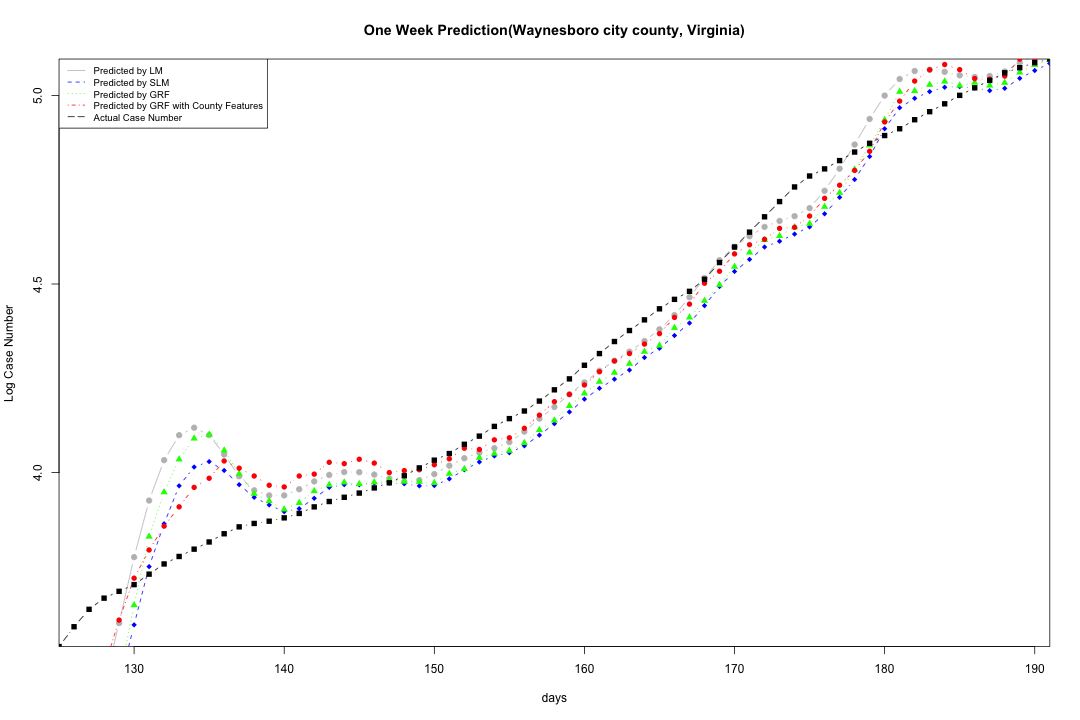 One Week Prediction(Waynesboro city county, Virginia)
Predicted by LM
Predicted by SLM
Predicted by GRF
Predicted by GRF with County Features
Actual Case Number
5.0
4.5
4.0
Log Case Number
130 140 150 160 170 180 190
days